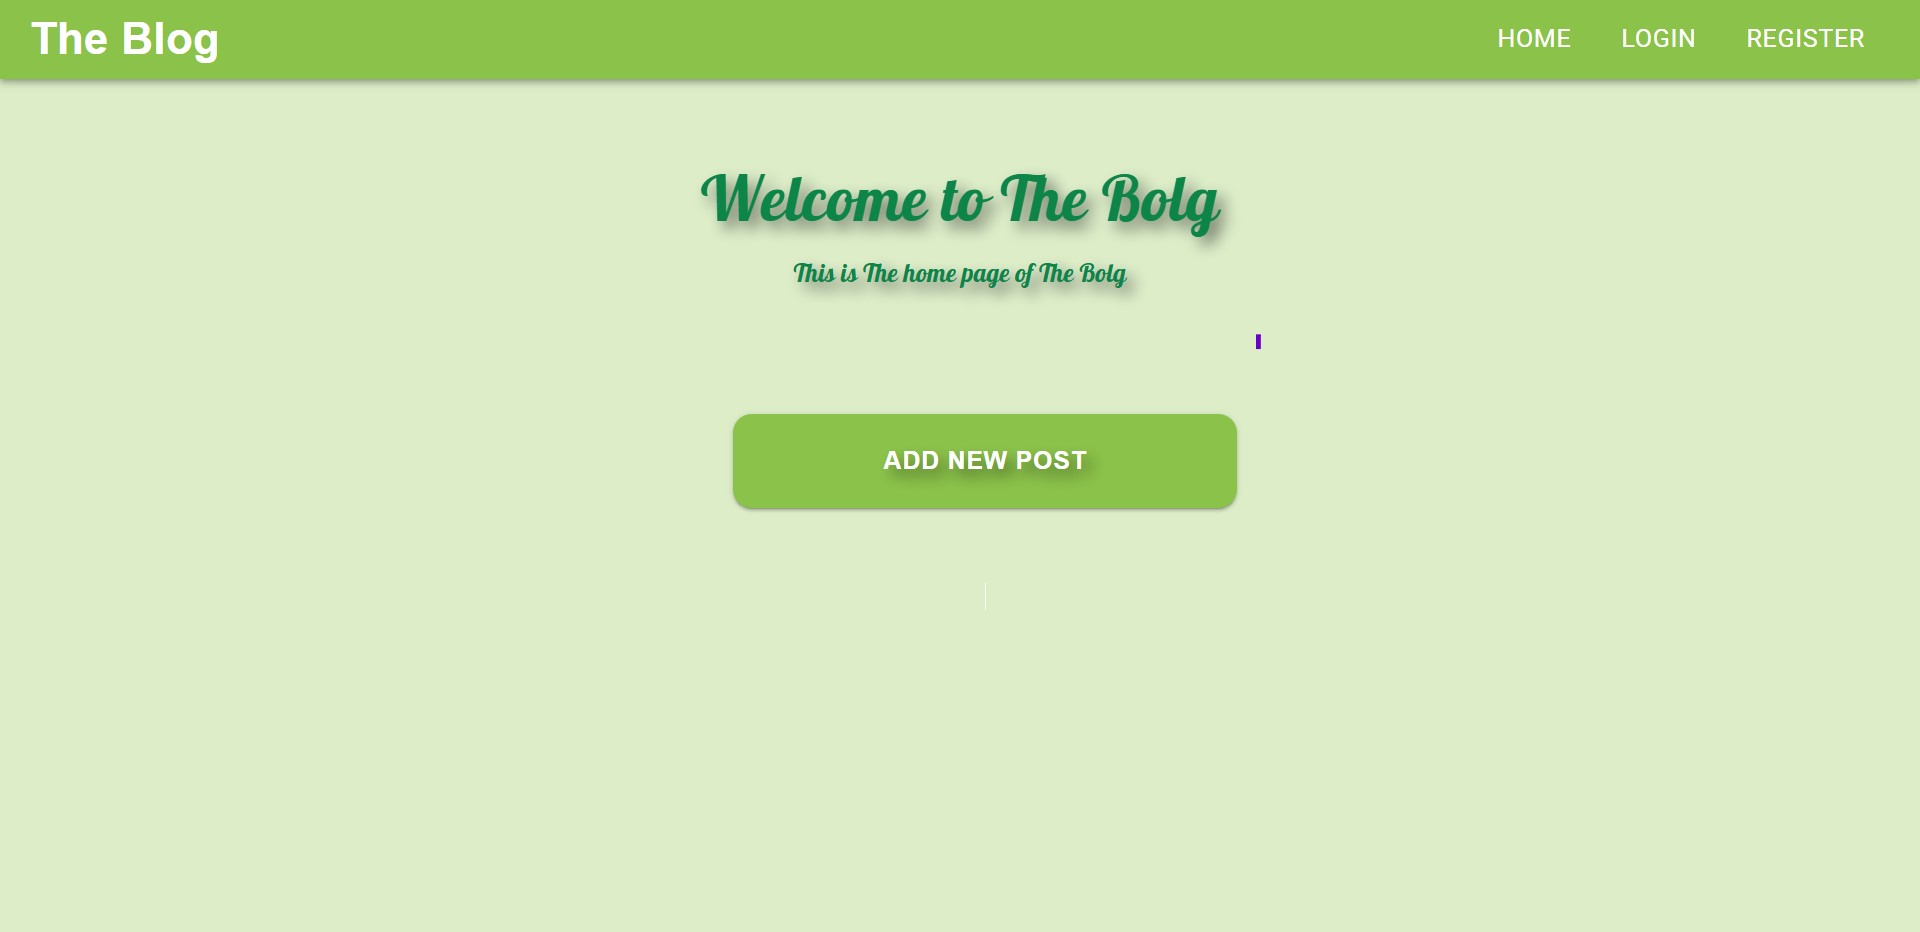 The Blog
HOME LOGIN REGISTER
Welcome to The Bolg
This is The home page of The Bolg
ADD NEW POST